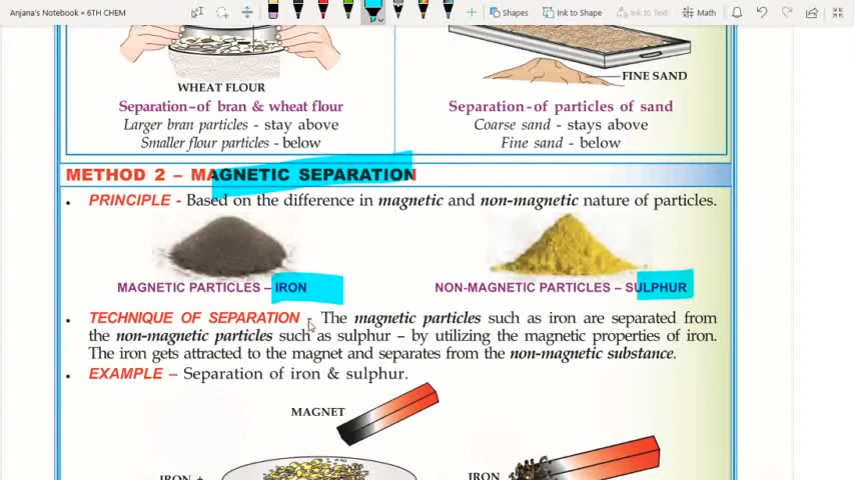 Anjana's Notebook » 6TH CHEM
Shapes
Ink to Shape
Ink to Text
Math
WHEAT FLOUR
FINE SAND
Separation-of bran & wheat flour
Larger bran particles - stay above
Smaller flour particles - below
Separation-of particles of sand
Coarse sand - stays above
Fine sand - below
METHOD 2 – MAGNETIC SEPARATION
• PRINCIPLE - Based on the difference in magnetic and non-magnetic nature of particles.
MAGNETIC PARTICLES – IRON
NON-MAGNETIC PARTICLES – SULPHUR
• TECHNIQUE OF SEPARATION - The magnetic particles such as iron are separated from
the non-magnetic particles such as sulphur – by utilizing the magnetic properties of iron.
The iron gets attracted to the magnet and separates from the non-magnetic substance.
• EXAMPLE – Separation of iron & sulphur.
MAGNET
IRON +
IRON